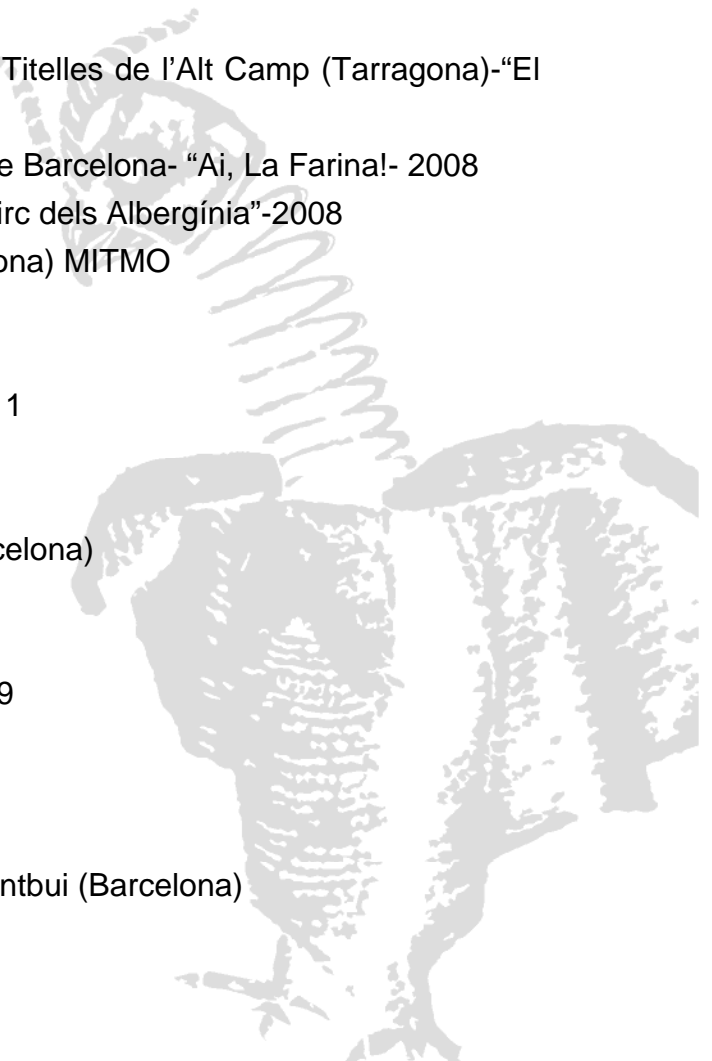 Titelles de l’Alt Camp (Tarragona)-“El
e Barcelona- “Ai, La Farina!- 2008
irc dels Albergínia”-2008
ona) MITMO
1
celona)
9
ntbui (Barcelona)